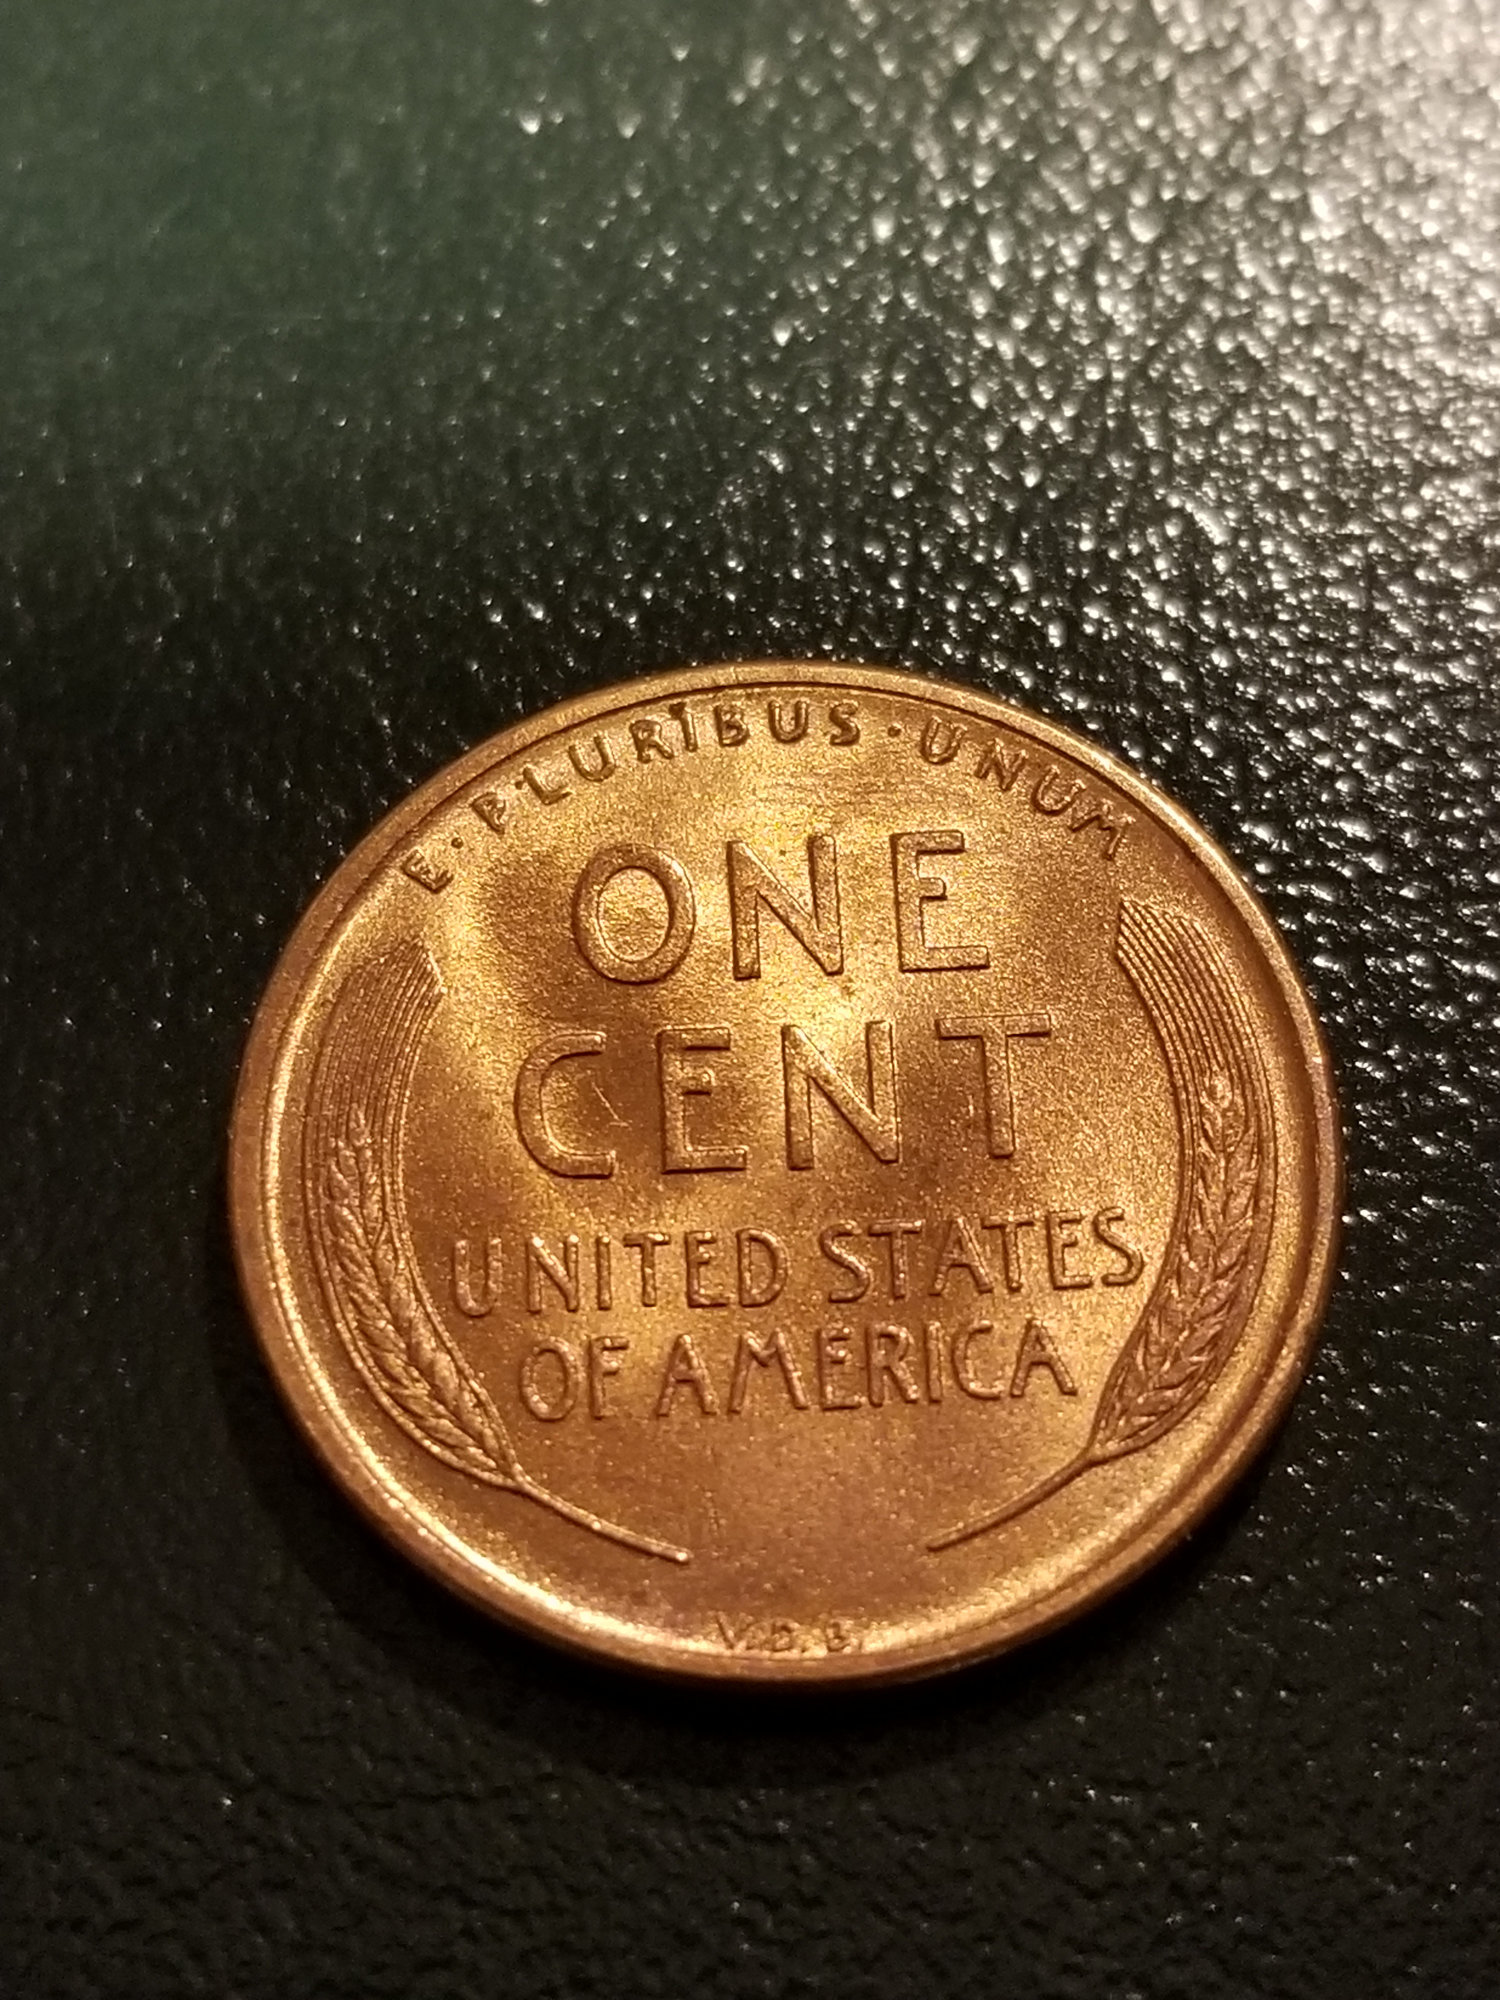 E·PLURIBUS·UNUM
ONE
CENT
UNITED STATES
OF AMERICA
V.D.B.